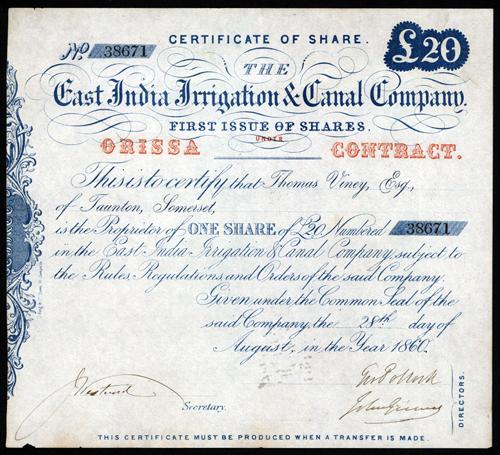 CERTIFICATE OF SHARE.
No. 38671
£20
THE
East India Irrigation & Canal Company.
FIRST ISSUE OF SHARES.
ORISSA UNDER CONTRACT.
This is to certify that Thomas Viney, Esq.,
of Taunton, Somerset,
is the Proprietor of ONE SHARE of £20 Numbered 38671
in the East India Irrigation & Canal Company, subject to
the Rules Regulations and Orders of the said Company.
Given under the Common Seal of the
said Company, the 28th day of
August, in the Year 1860.
Secretary.
DIRECTORS.
THIS CERTIFICATE MUST BE PRODUCED WHEN A TRANSFER IS MADE.